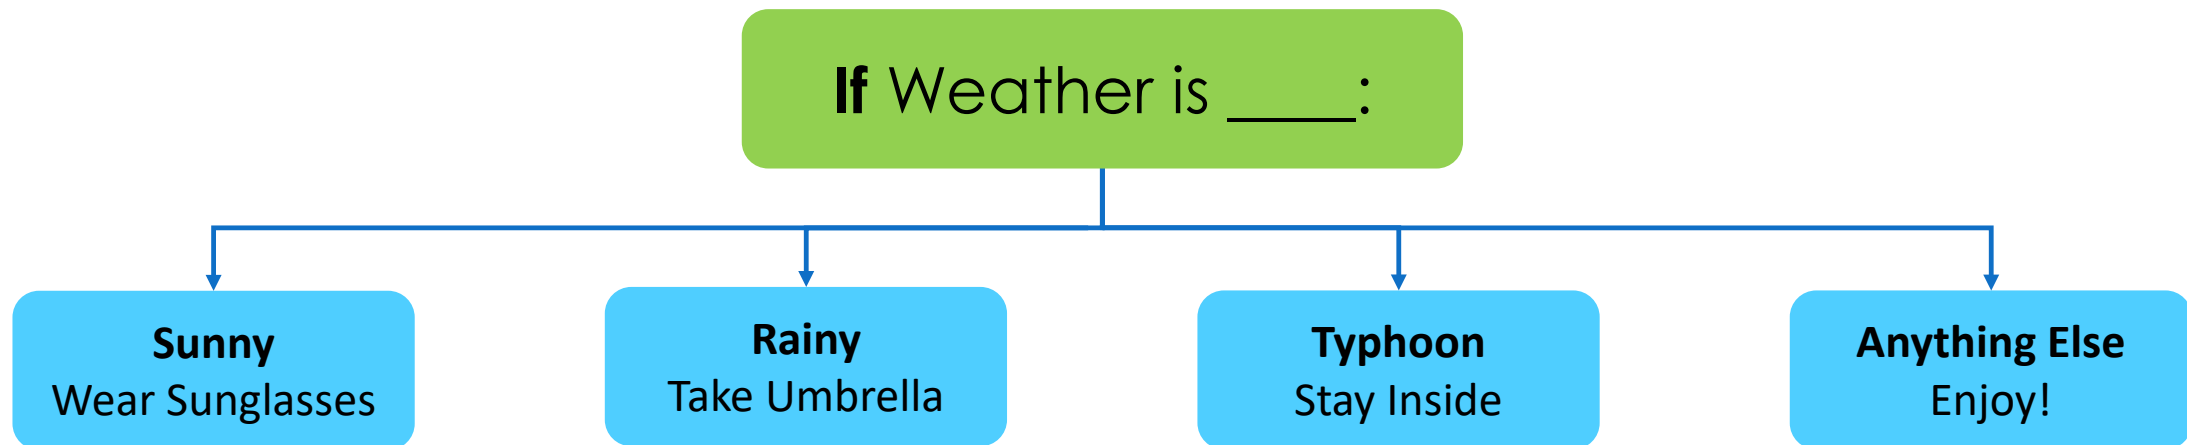 If Weather is ____:
Sunny
Wear Sunglasses
Rainy
Take Umbrella
Typhoon
Stay Inside
Anything Else
Enjoy!